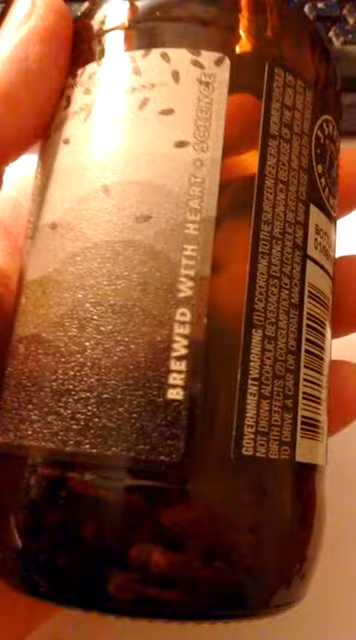 BREWED WITH HEART + SCIENCE
GOVERNMENT WARNING: (1) ACCORDING TO THE SURGEON GENERAL, WOMEN SHOULD
NOT DRINK ALCOHOLIC BEVERAGES DURING PREGNANCY BECAUSE OF THE RISK OF
BIRTH DEFECTS. (2) CONSUMPTION OF ALCOHOLIC BEVERAGES IMPAIRS YOUR ABILITY
TO DRIVE A CAR OR OPERATE MACHINERY, AND MAY CAUSE HEALTH PROBLEMS.